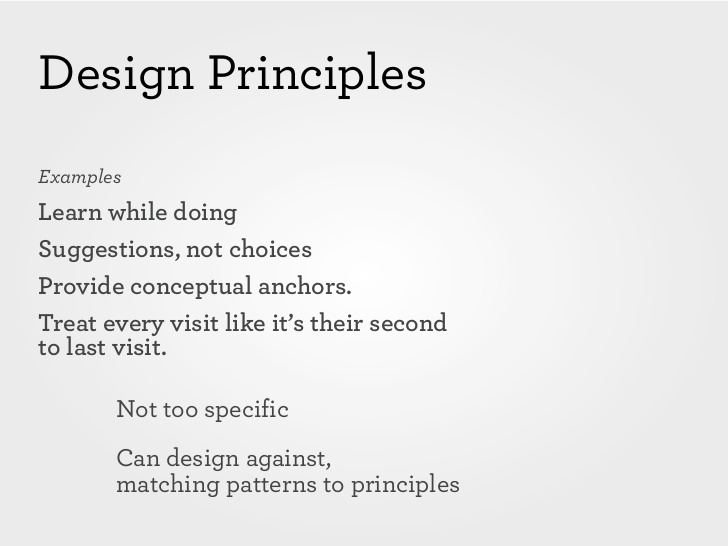 Design Principles
Examples
Learn while doing
Suggestions, not choices
Provide conceptual anchors.
Treat every visit like it’s their second
to last visit.
Not too specific
Can design against,
matching patterns to principles